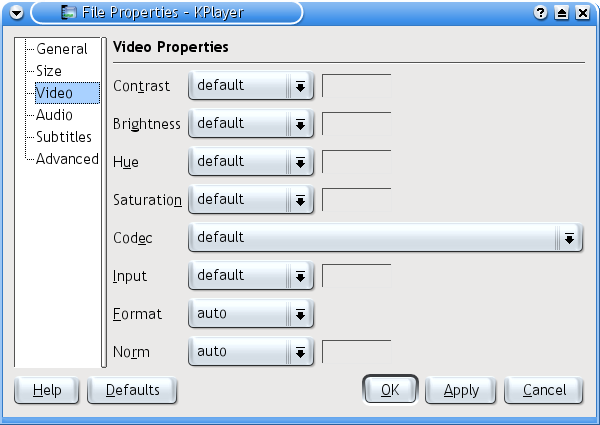 File Properties - KPlayer
General
Size
Video
Audio
Subtitles
Advanced
Video Properties
Contrast default
Brightness default
Hue default
Saturation default
Codec default
Input default
Format auto
Norm auto
Help Defaults OK Apply Cancel